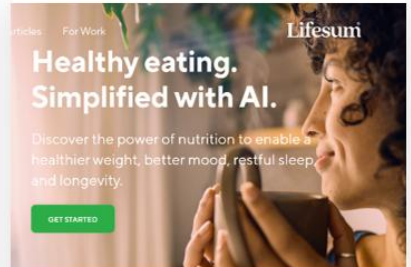 For Work
Lifesum
Healthy eating.
Simplified with AI.
Discover the power of nutrition to enable a
healthier weight, better mood, restful sleep,
and longevity.
GET STARTED